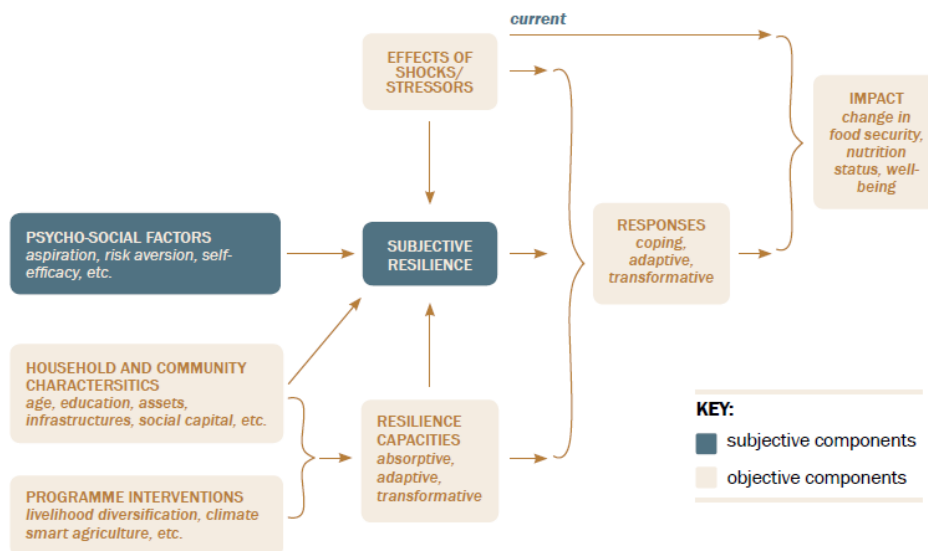 current
EFFECTS OF
SHOCKS/
STRESSORS
IMPACT
change in
food security,
nutrition
status, well-
being
PSYCHO-SOCIAL FACTORS
aspiration, risk aversion, self-
efficacy, etc.
SUBJECTIVE
RESILIENCE
RESPONSES
coping,
adaptive,
transformative
HOUSEHOLD AND COMMUNITY
CHARACTERSITICS
age, education, assets,
infrastructures, social capital, etc.
RESILIENCE
CAPACITIES
absorptive,
adaptive,
transformative
PROGRAMME INTERVENTIONS
livelihood diversification, climate
smart agriculture, etc.
KEY:
subjective components
objective components